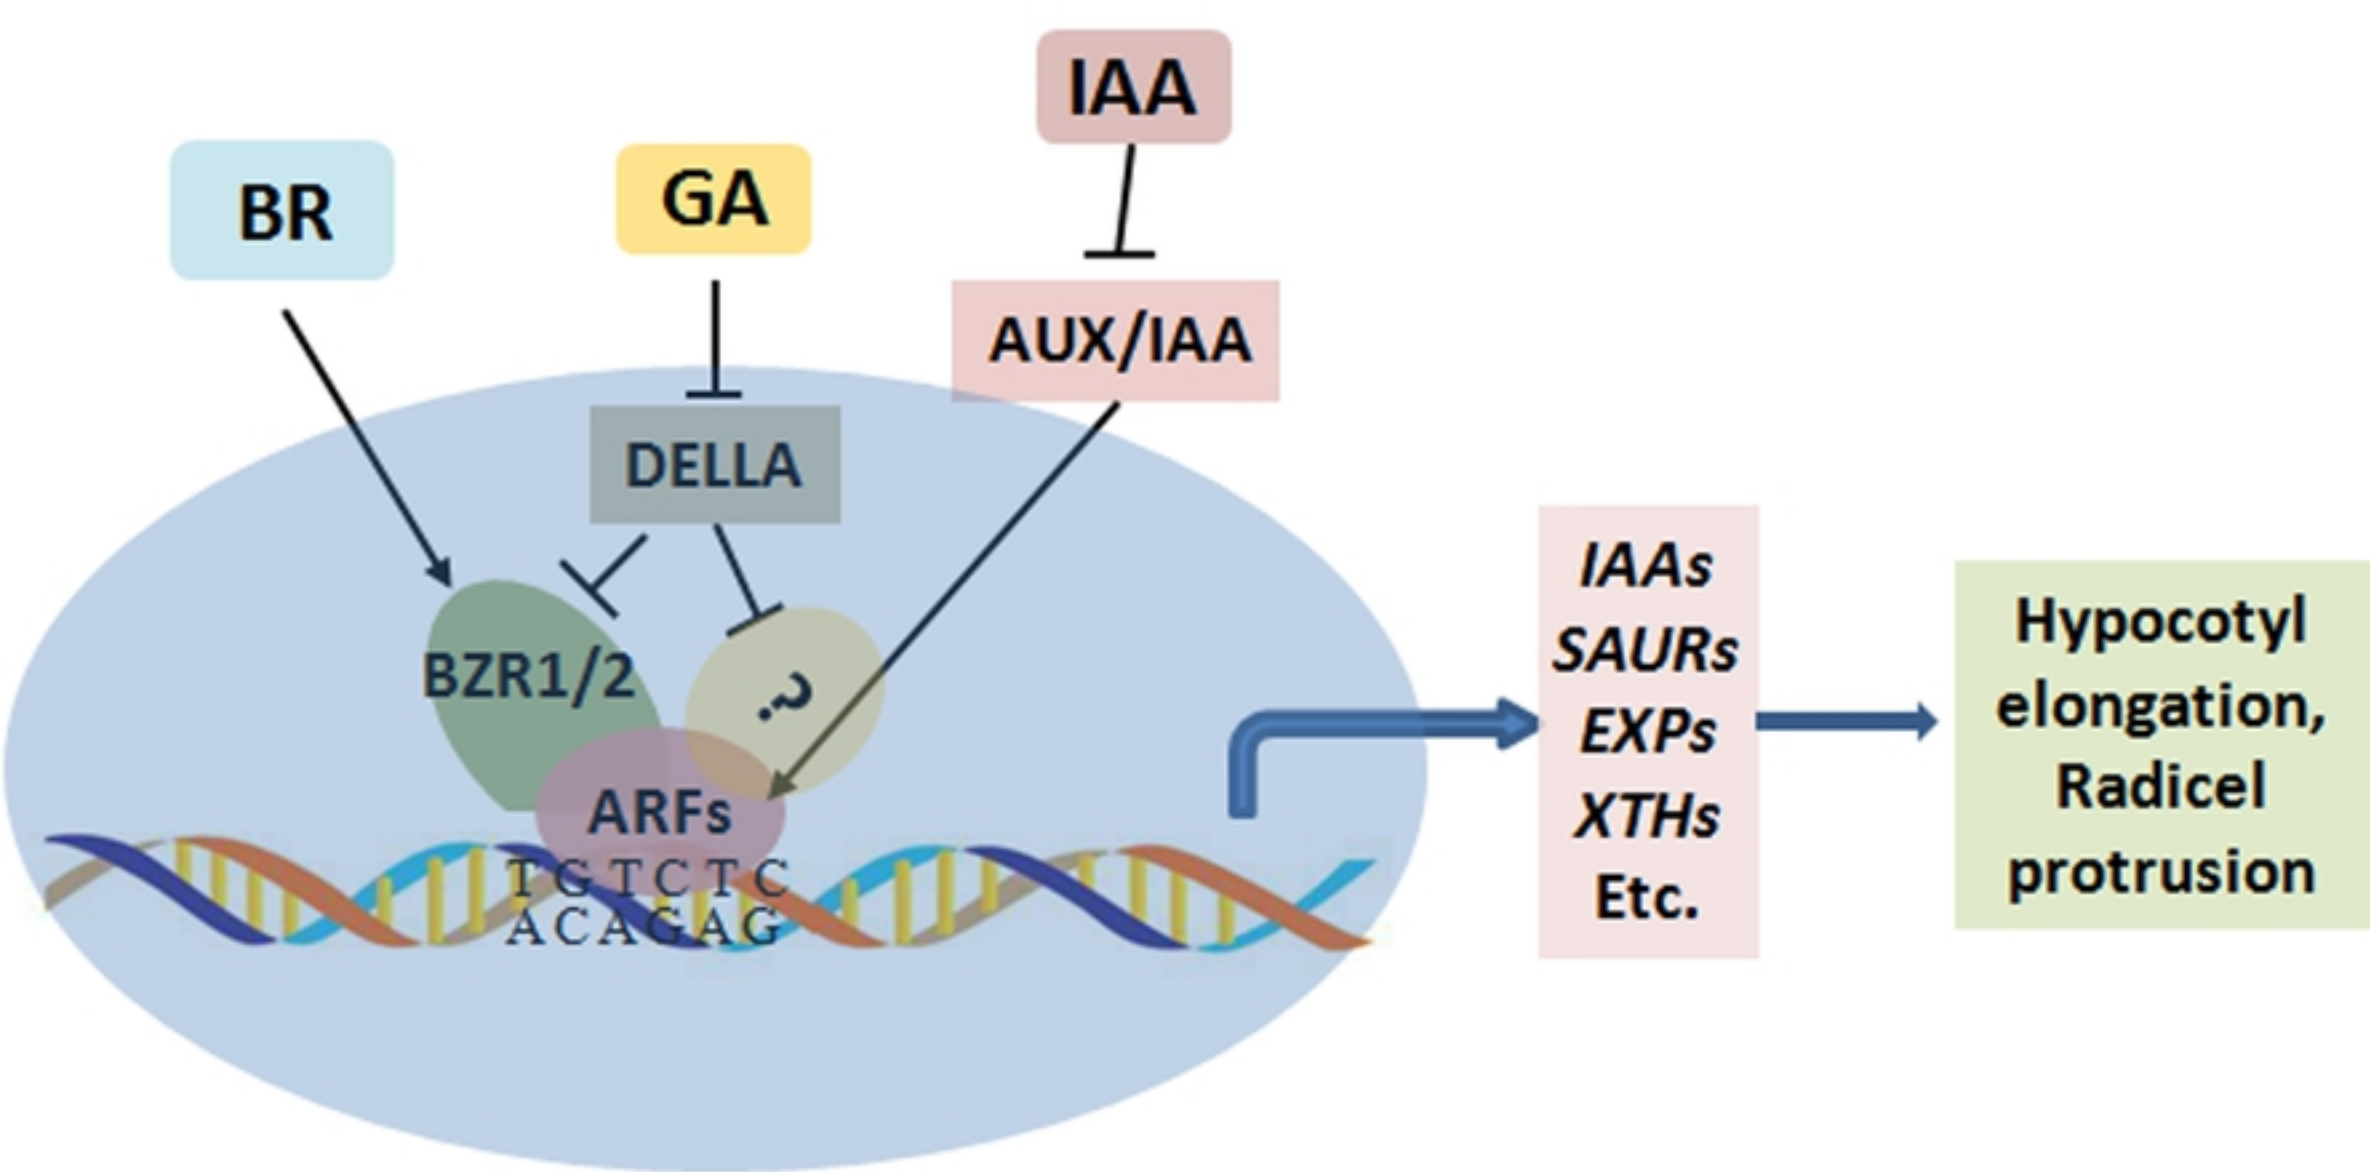 IAA
BR
GA
AUX/IAA
DELLA
BZR1/2
?
ARFs
TGTCTC
ACAGAG
IAAs
SAURs
EXPs
XTHs
Etc.
Hypocotyl
elongation,
Radicel
protrusion